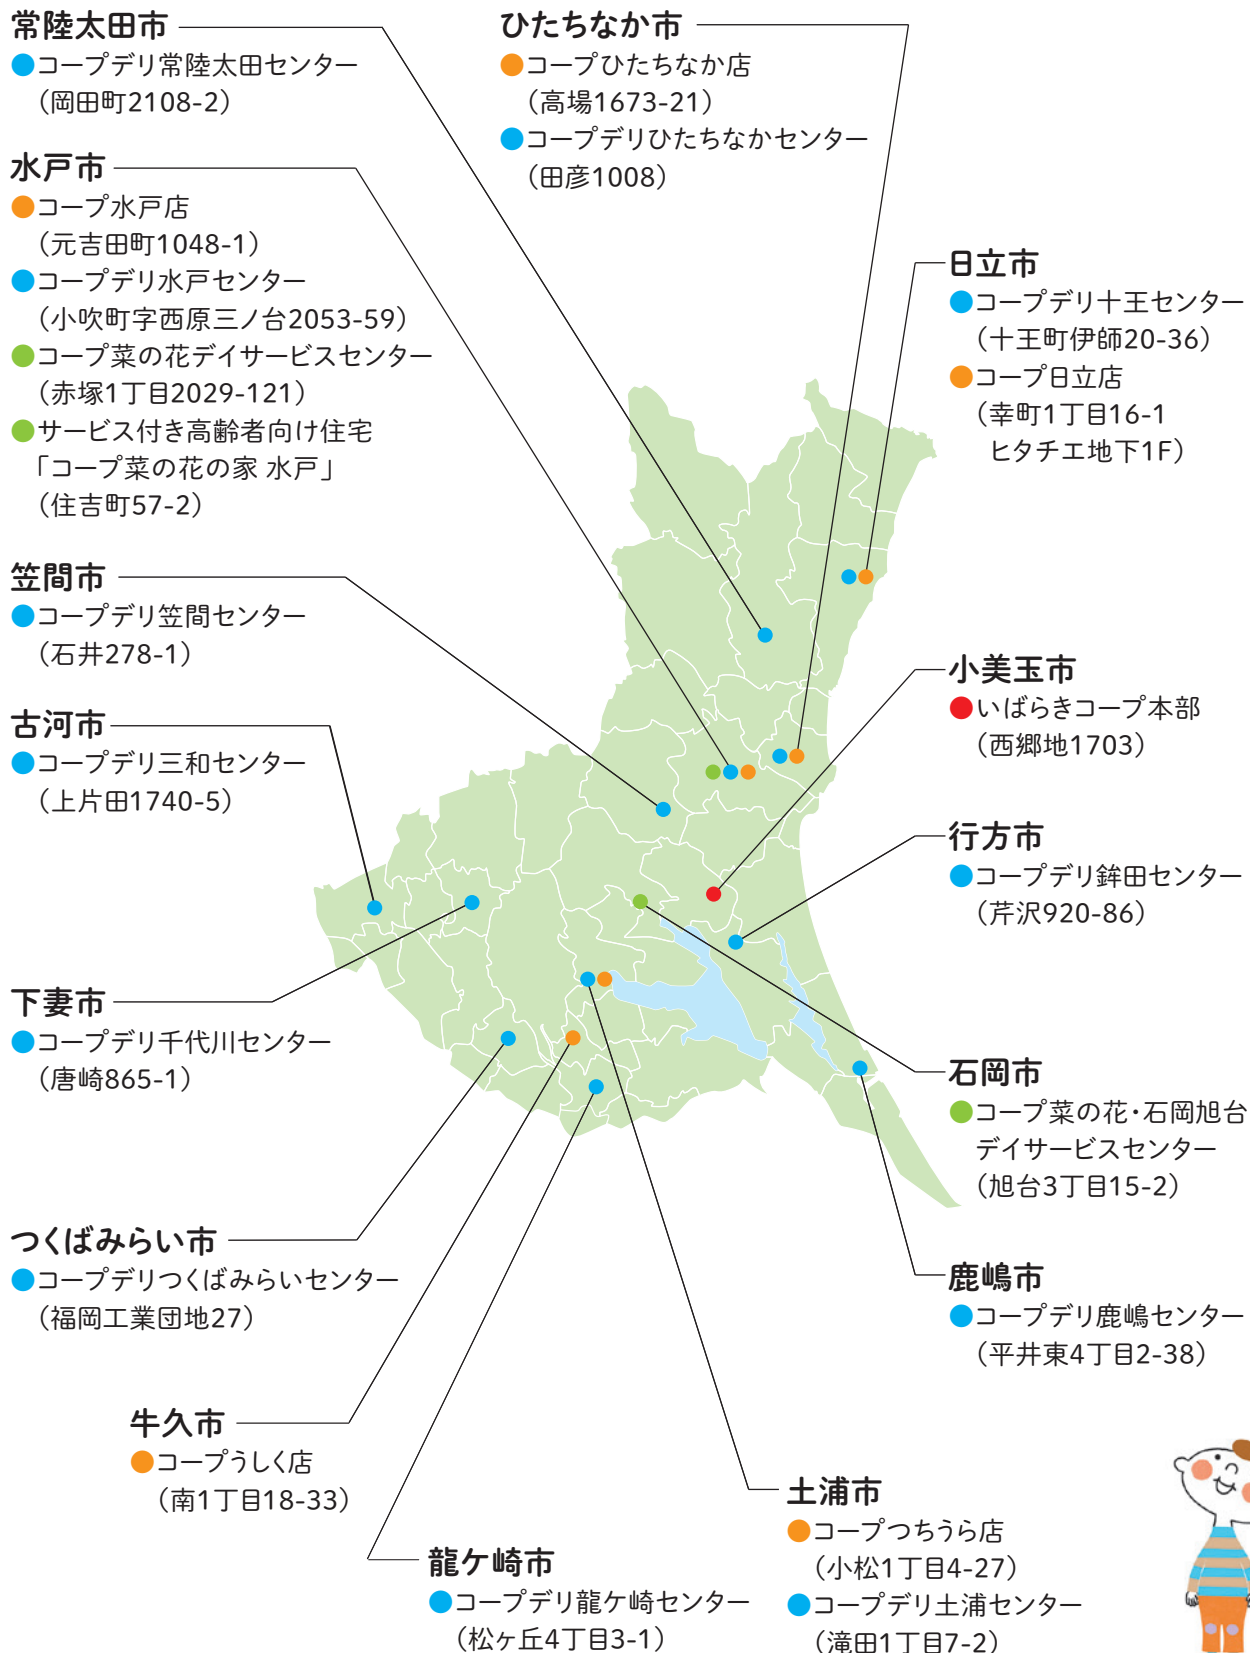 常陸太田市
コープデリ常陸太田センター
（岡田町2108-2）
水戸市
コープ水戸店
（元吉田町1048-1）
コープデリ水戸センター
（小吹町字西原三ノ台2053-59）
コープ菜の花デイサービスセンター
（赤塚1丁目2029-121）
サービス付き高齢者向け住宅
「コープ菜の花の家 水戸」
（住吉町57-2）
笠間市
コープデリ笠間センター
（石井278-1）
古河市
コープデリ三和センター
（上片田1740-5）
下妻市
コープデリ千代川センター
（唐崎865-1）
つくばみらい市
コープデリつくばみらいセンター
（福岡工業団地27）
牛久市
コープうしく店
（南1丁目18-33）
龍ケ崎市
コープデリ龍ケ崎センター
（松ヶ丘4丁目3-1）
ひたちなか市
コープひたちなか店
（高場1673-21）
コープデリひたちなかセンター
（田彦1008）
日立市
コープデリ十王センター
（十王町伊師20-36）
コープ日立店
（幸町1丁目16-1
ヒタチエ地下1F）
小美玉市
いばらきコープ本部
（西郷地1703）
行方市
コープデリ鉾田センター
（芹沢920-86）
石岡市
コープ菜の花・石岡旭台
デイサービスセンター
（旭台3丁目15-2）
鹿嶋市
コープデリ鹿嶋センター
（平井東4丁目2-38）
土浦市
コープつちうら店
（小松1丁目4-27）
コープデリ土浦センター
（滝田1丁目7-2）